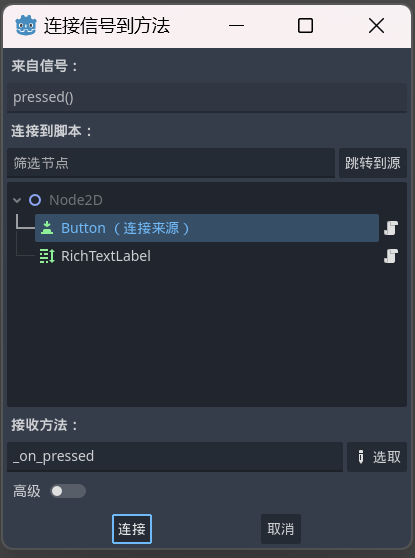 连接信号到方法
来自信号：
pressed()
连接到脚本：
筛选节点 跳转到源
Node2D
Button （连接来源）
RichTextLabel
接收方法：
_on_pressed 选取
高级
连接 取消